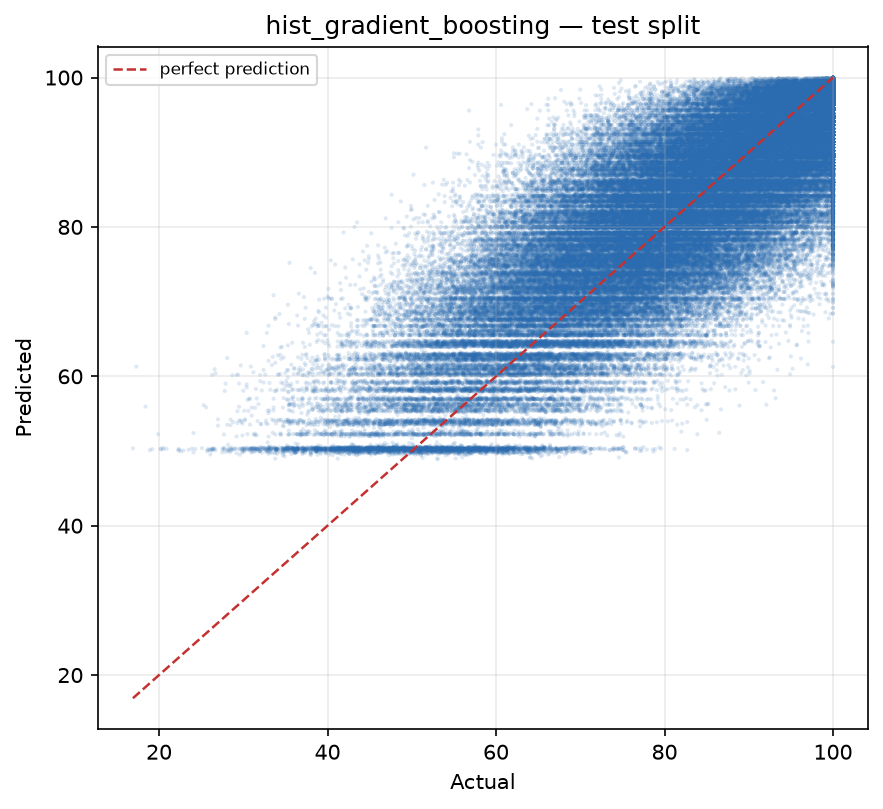 hist_gradient_boosting — test split
perfect prediction
100
80
60
40
20
Predicted
20 40 60 80 100
Actual